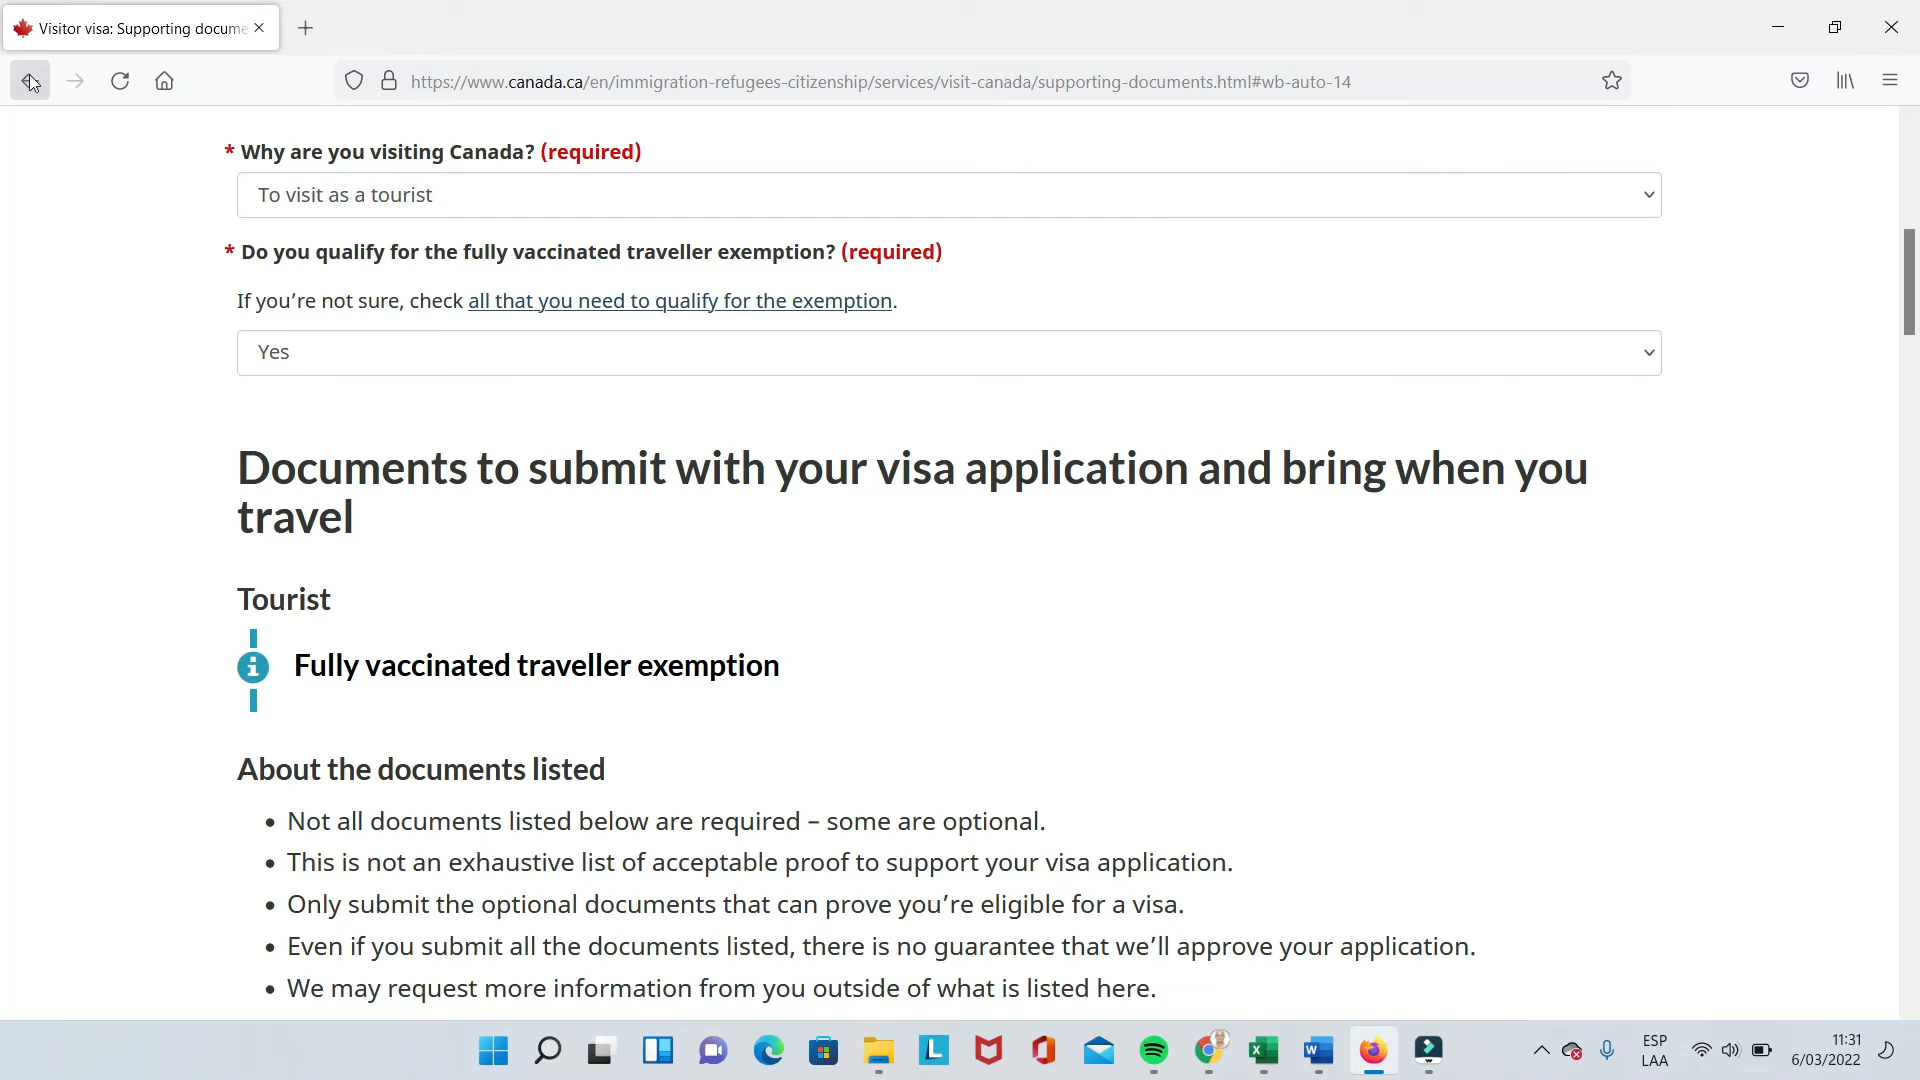 Visitor visa: Supporting docume
https://www.canada.ca/en/immigration-refugees-citizenship/services/visit-canada/supporting-documents.html#wb-auto-14
* Why are you visiting Canada? (required)
To visit as a tourist
* Do you qualify for the fully vaccinated traveller exemption? (required)
If you’re not sure, check all that you need to qualify for the exemption.
Yes
Documents to submit with your visa application and bring when you
travel
Tourist
Fully vaccinated traveller exemption
About the documents listed
• Not all documents listed below are required – some are optional.
• This is not an exhaustive list of acceptable proof to support your visa application.
• Only submit the optional documents that can prove you’re eligible for a visa.
• Even if you submit all the documents listed, there is no guarantee that we’ll approve your application.
• We may request more information from you outside of what is listed here.
ESP
LAA
11:31
6/03/2022